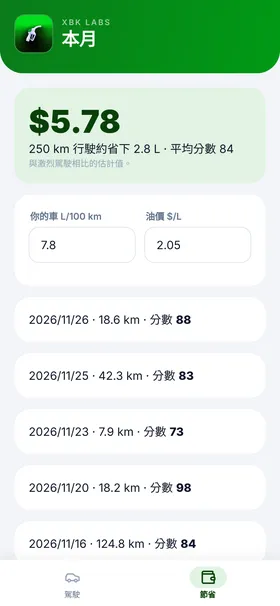 XBK LABS
本月
$5.78
250 km 行駛約省下 2.8 L · 平均分數 84
與激烈駕駛相比的估計值。
你的車 L/100 km
油價 $/L
7.8
2.05
2026/11/26 · 18.6 km · 分數 88
2026/11/25 · 42.3 km · 分數 83
2026/11/23 · 7.9 km · 分數 73
2026/11/20 · 18.2 km · 分數 98
2026/11/16 · 124.8 km · 分數 84
駕駛
節省